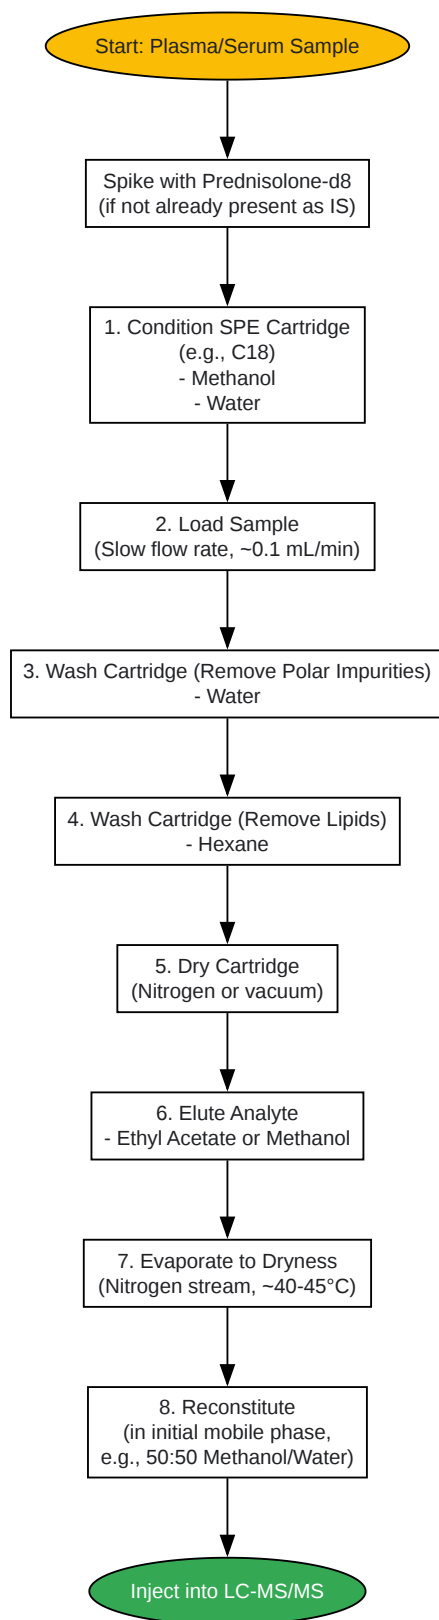 Start: Plasma/Serum Sample
Spike with Prednisolone-d8
(if not already present as IS)
1. Condition SPE Cartridge
(e.g., C18)
- Methanol
- Water
2. Load Sample
(Slow flow rate, ~0.1 mL/min)
3. Wash Cartridge (Remove Polar Impurities)
- Water
4. Wash Cartridge (Remove Lipids)
- Hexane
5. Dry Cartridge
(Nitrogen or vacuum)
6. Elute Analyte
- Ethyl Acetate or Methanol
7. Evaporate to Dryness
(Nitrogen stream, ~40-45°C)
8. Reconstitute
(in initial mobile phase,
e.g., 50:50 Methanol/Water)
Inject into LC-MS/MS